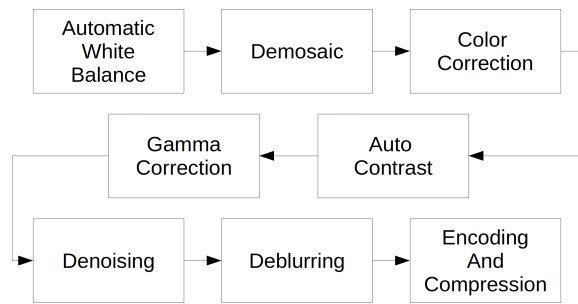 Automatic
White
Balance
Demosaic
Color
Correction
Auto
Contrast
Gamma
Correction
Denoising
Deblurring
Encoding
And
Compression